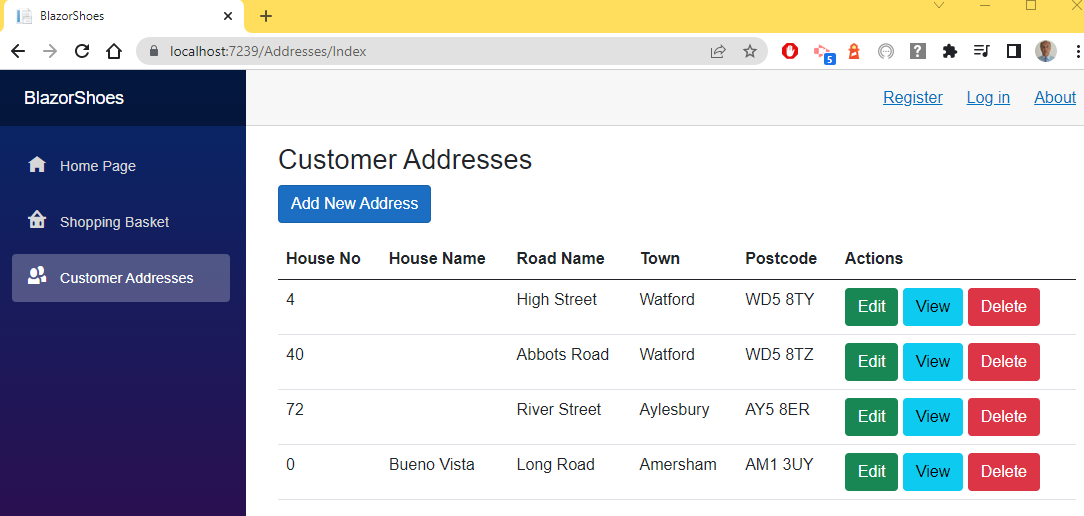 BlazorShoes
localhost:7239/Addresses/Index
5
?
BlazorShoes
Register Log in About
Home Page
Shopping Basket
Customer Addresses
Customer Addresses
Add New Address
House No House Name Road Name Town Postcode Actions
4 High Street Watford WD5 8TY Edit View Delete
40 Abbots Road Watford WD5 8TZ Edit View Delete
72 River Street Aylesbury AY5 8ER Edit View Delete
0 Bueno Vista Long Road Amersham AM1 3UY Edit View Delete